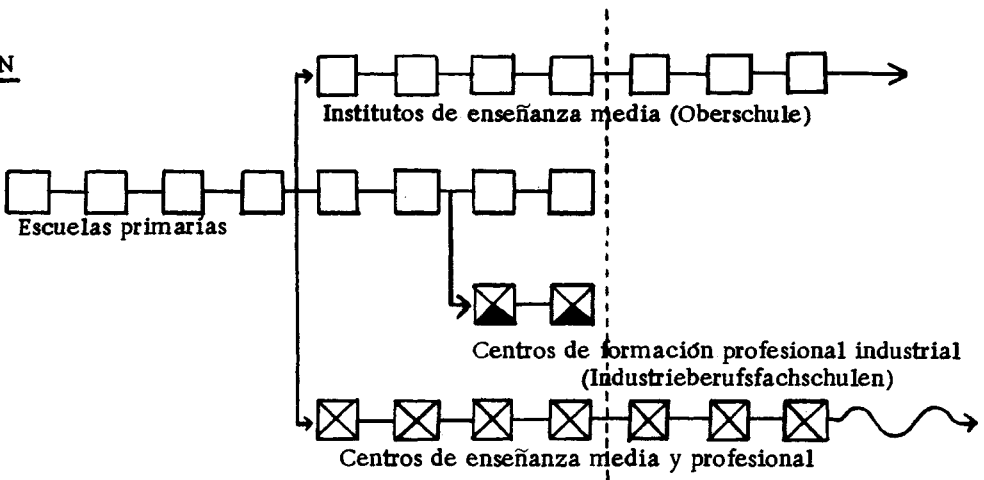 N
Institutos de enseñanza media (Oberschule)
Escuelas primarias
Centros de formación profesional industrial
(Industrieberufsfachschulen)
Centros de enseñanza media y profesional